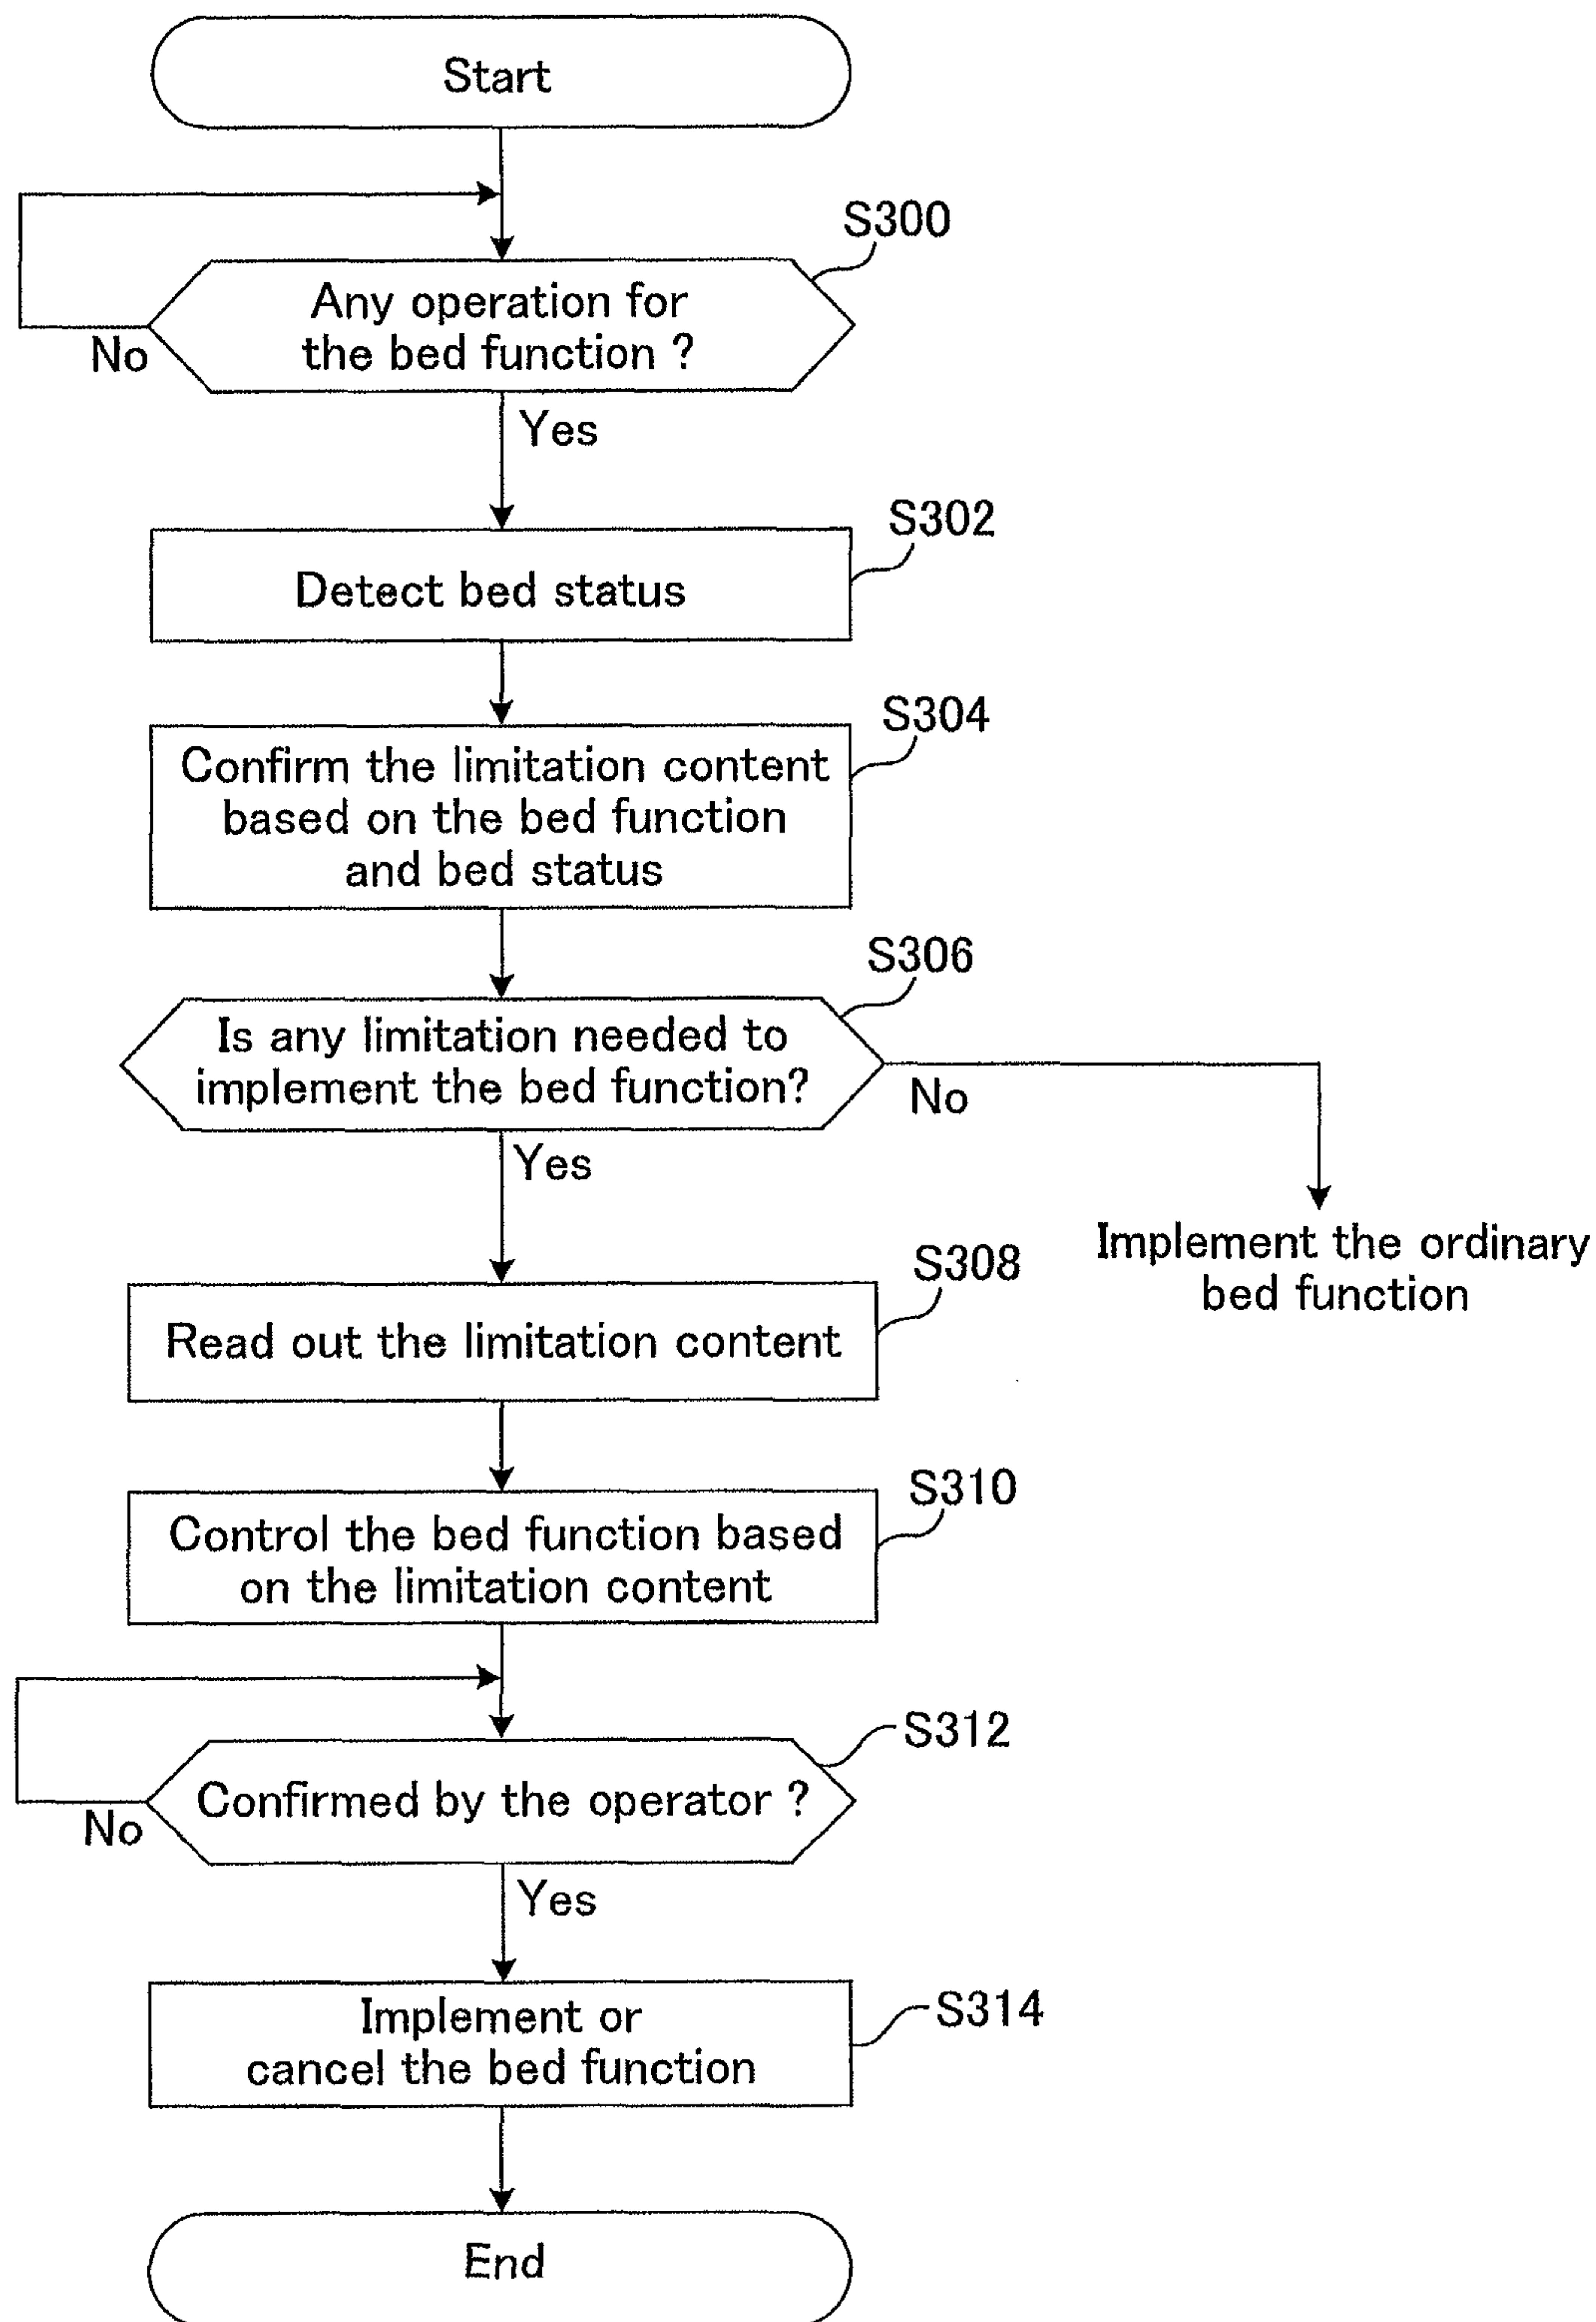 Start
S300
Any operation for
the bed function ?
No
Yes
S302
Detect bed status
S304
Confirm the limitation content
based on the bed function
and bed status
S306
Is any limitation needed to
implement the bed function?
No
Yes
Implement the ordinary
bed function
S308
Read out the limitation content
S310
Control the bed function based
on the limitation content
S312
Confirmed by the operator ?
No
Yes
S314
Implement or
cancel the bed function
End